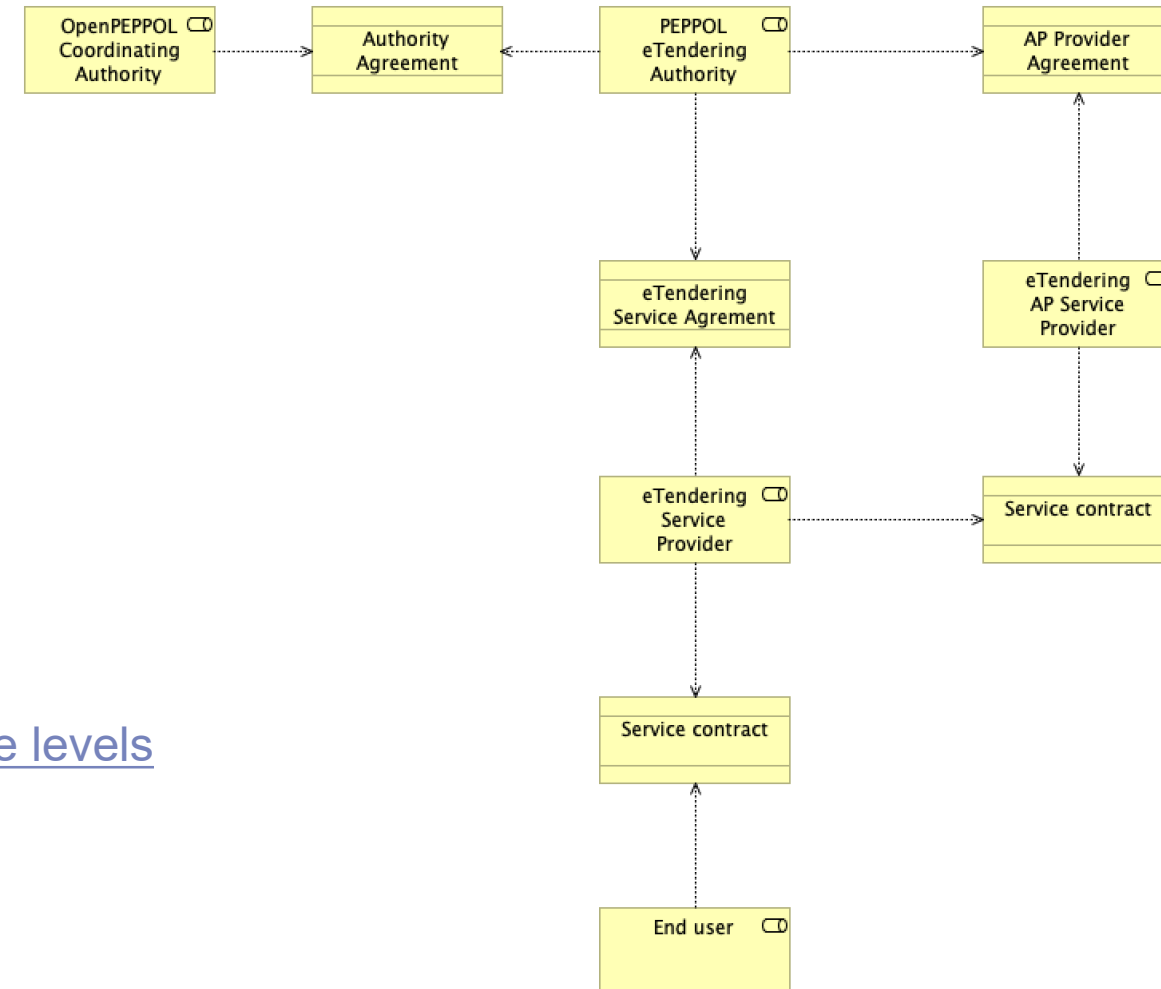 OpenPEPPOL
Coordinating
Authority
Authority
Agreement
PEPPOL
eTendering
Authority
AP Provider
Agreement
eTendering
Service Agrement
eTendering
AP Service
Provider
eTendering
Service
Provider
Service contract
e levels
Service contract
End user